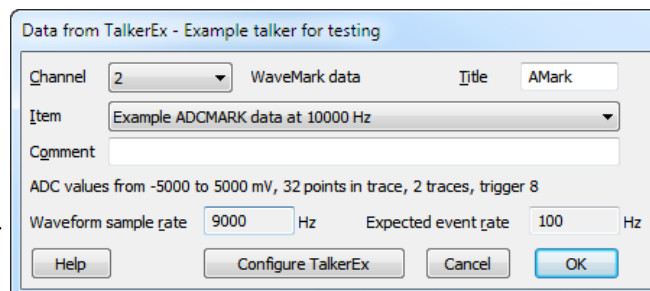 Data from TalkerEx - Example talker for testing
Channel 2 WaveMark data Title AMark
Item Example ADCMARK data at 10000 Hz
Comment
ADC values from -5000 to 5000 mV, 32 points in trace, 2 traces, trigger 8
Waveform sample rate 9000 Hz Expected event rate 100 Hz
Help Configure TalkerEx Cancel OK